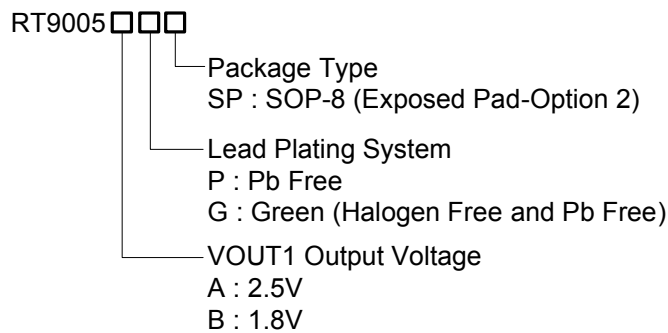 RT9005□□□
Package Type
SP : SOP-8 (Exposed Pad-Option 2)
Lead Plating System
P : Pb Free
G : Green (Halogen Free and Pb Free)
VOUT1 Output Voltage
A : 2.5V
B : 1.8V